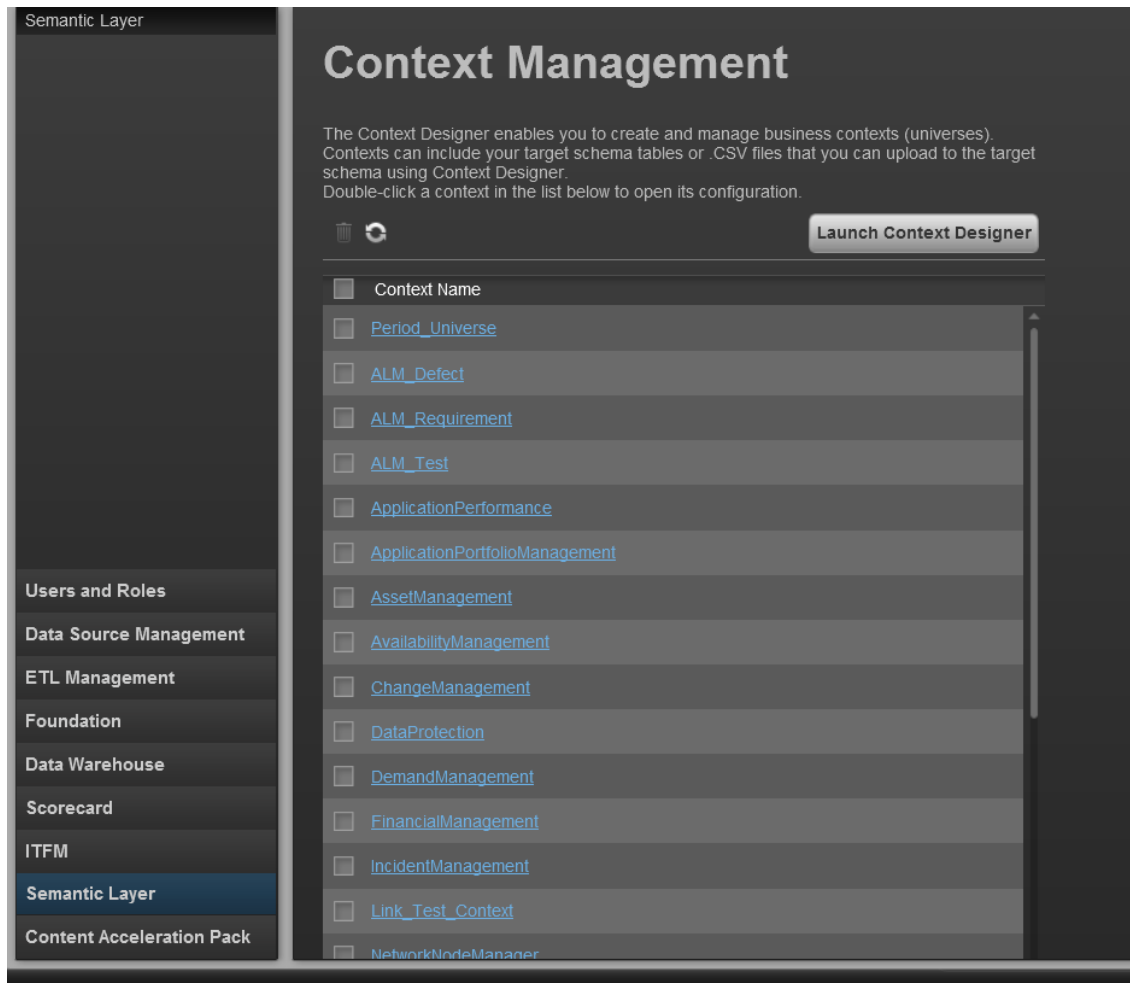 Semantic Layer
Context Management
The Context Designer enables you to create and manage business contexts (universes).
Contexts can include your target schema tables or .CSV files that you can upload to the target
schema using Context Designer.
Double-click a context in the list below to open its configuration.
Launch Context Designer
Context Name
Period_Universe
ALM_Defect
ALM_Requirement
ALM_Test
ApplicationPerformance
ApplicationPortfolioManagement
AssetManagement
AvailabilityManagement
ChangeManagement
DataProtection
DemandManagement
FinancialManagement
IncidentManagement
Link_Test_Context
NetworkNodeManager
Users and Roles
Data Source Management
ETL Management
Foundation
Data Warehouse
Scorecard
ITFM
Semantic Layer
Content Acceleration Pack